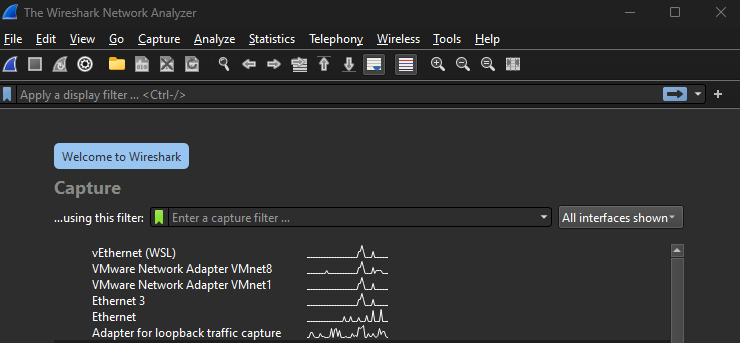 The Wireshark Network Analyzer
File Edit View Go Capture Analyze Statistics Telephony Wireless Tools Help
Apply a display filter ... <Ctrl-/>
Welcome to Wireshark
Capture
...using this filter: Enter a capture filter ... All interfaces shown
vEthernet (WSL)
VMware Network Adapter VMnet8
VMware Network Adapter VMnet1
Ethernet 3
Ethernet
Adapter for loopback traffic capture